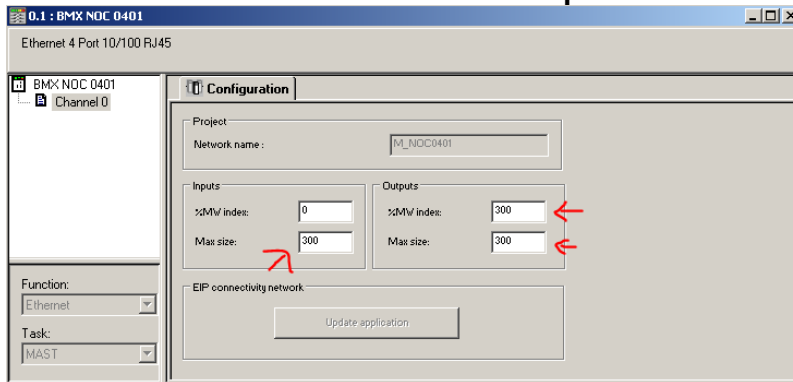 0.1 : BMX NOC 0401
Ethernet 4 Port 10/100 RJ45
BMX NOC 0401
Channel 0
Configuration
Project
Network name :
M_NOC0401
Inputs
%MW index:
0
Max size:
300
Outputs
%MW index:
300
Max size:
300
EIP connectivity network
Update application
Function:
Ethernet
Task:
MAST